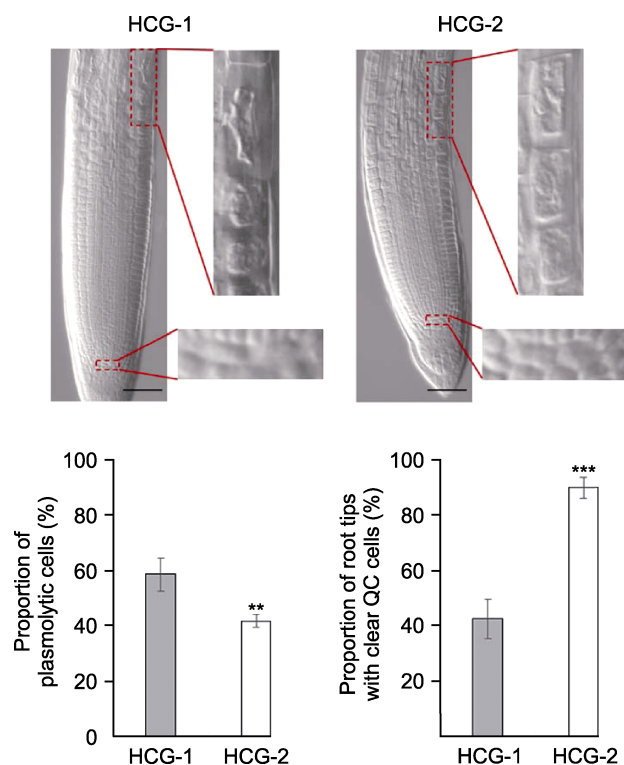 HCG-1
HCG-2
Proportion of
plasmolytic cells (%)
100
80
60
40
20
0
**
HCG-1
HCG-2
Proportion of root tips
with clear QC cells (%)
100
80
60
40
20
***
HCG-1
HCG-2